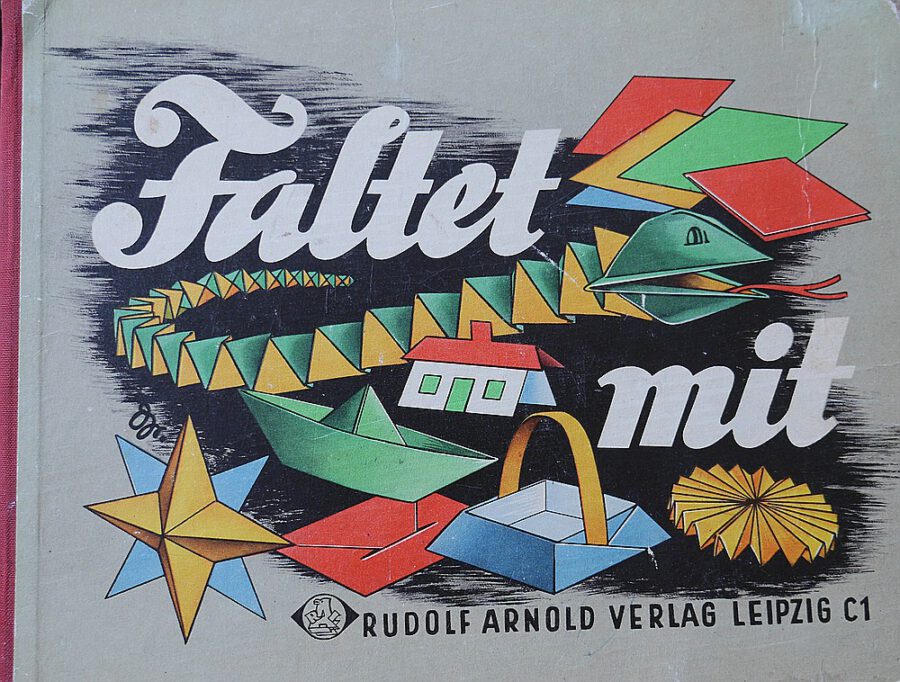 Faltet
mit
RUDOLF ARNOLD VERLAG LEIPZIG C1